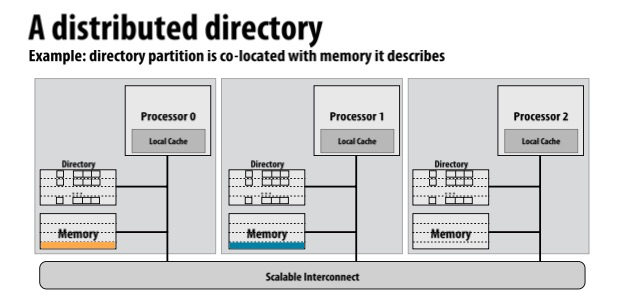 A distributed directory
Example: directory partition is co-located with memory it describes
Processor 0
Local Cache
Directory
. . .
Memory
Processor 1
Local Cache
Directory
. . .
Memory
Processor 2
Local Cache
Directory
. . .
Memory
Scalable Interconnect